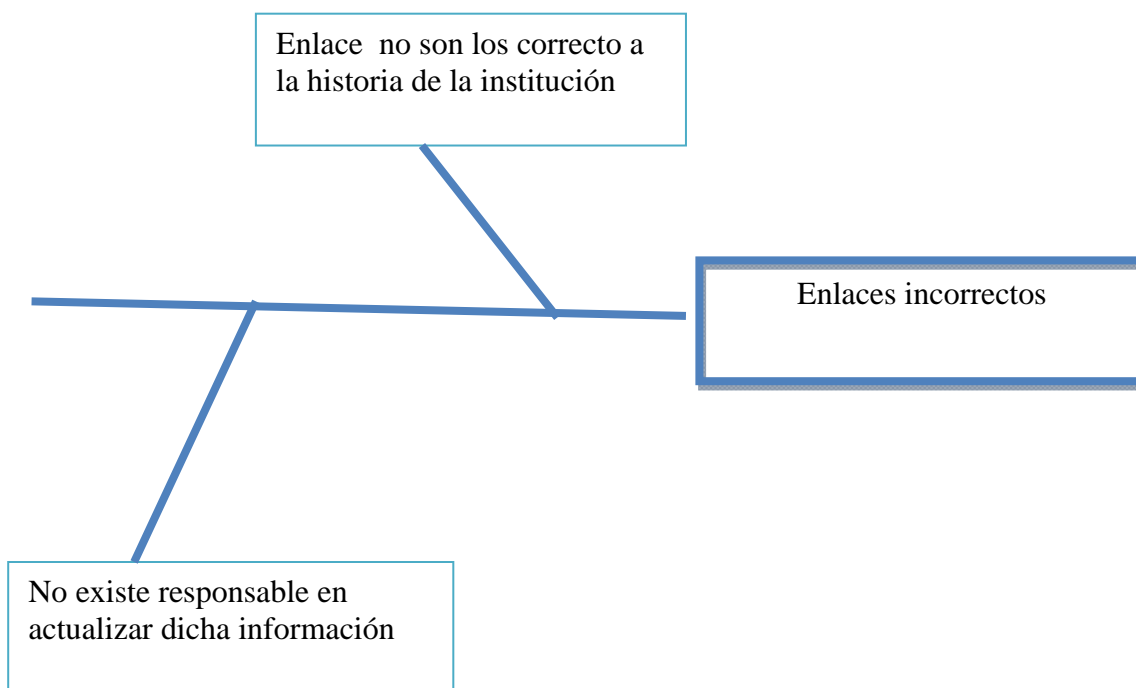 Enlace  no son los correcto a
la historia de la institución
Enlaces incorrectos
No existe responsable en
actualizar dicha información